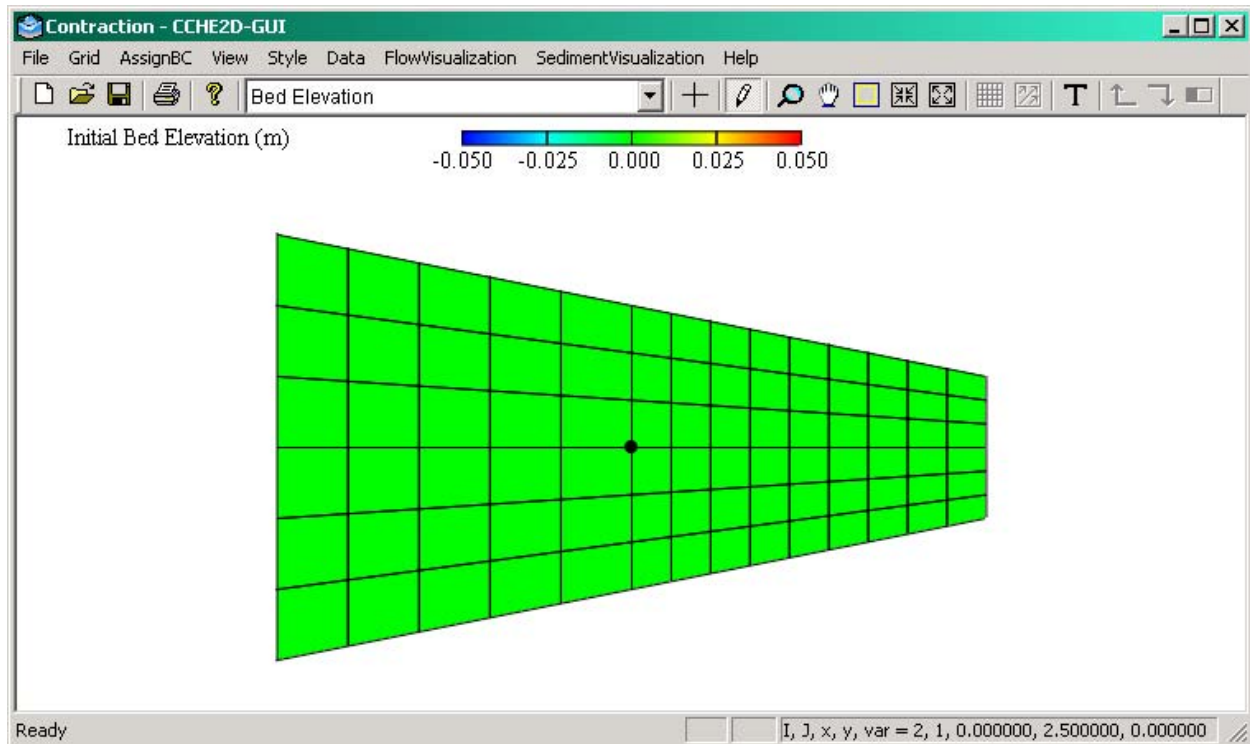 Contraction - CCHE2D-GUI
File Grid AssignBC View Style Data FlowVisualization SedimentVisualization Help
Bed Elevation T
Initial Bed Elevation (m)
-0.050 -0.025 0.000 0.025 0.050
Ready I, J, x, y, var = 2, 1, 0.000000, 2.500000, 0.000000